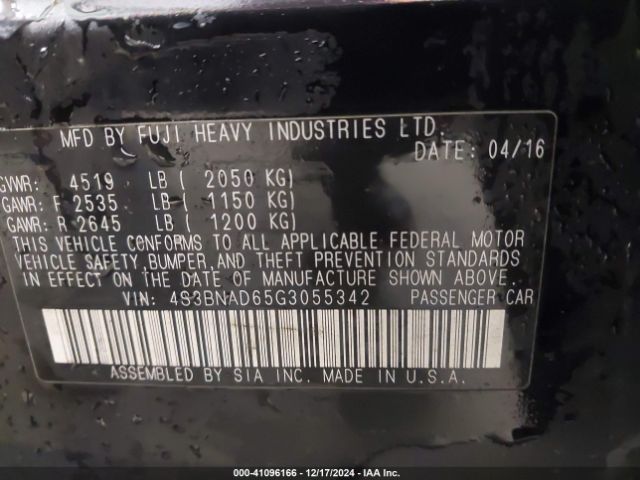 MFD BY FUJI HEAVY INDUSTRIES LTD.
DATE: 04/16
GVWR: 4519 LB ( 2050 KG)
GAWR: F 2535 LB ( 1150 KG)
GAWR: R 2645 LB ( 1200 KG)
THIS VEHICLE CONFORMS TO ALL APPLICABLE FEDERAL MOTOR
VEHICLE SAFETY, BUMPER, AND THEFT PREVENTION STANDARDS
IN EFFECT ON THE DATE OF MANUFACTURE SHOWN ABOVE.
VIN: 4S3BNAD65G3055342 PASSENGER CAR
ASSEMBLED BY SIA INC. MADE IN U.S.A.
000-41096166 - 12/17/2024 - IAA Inc.